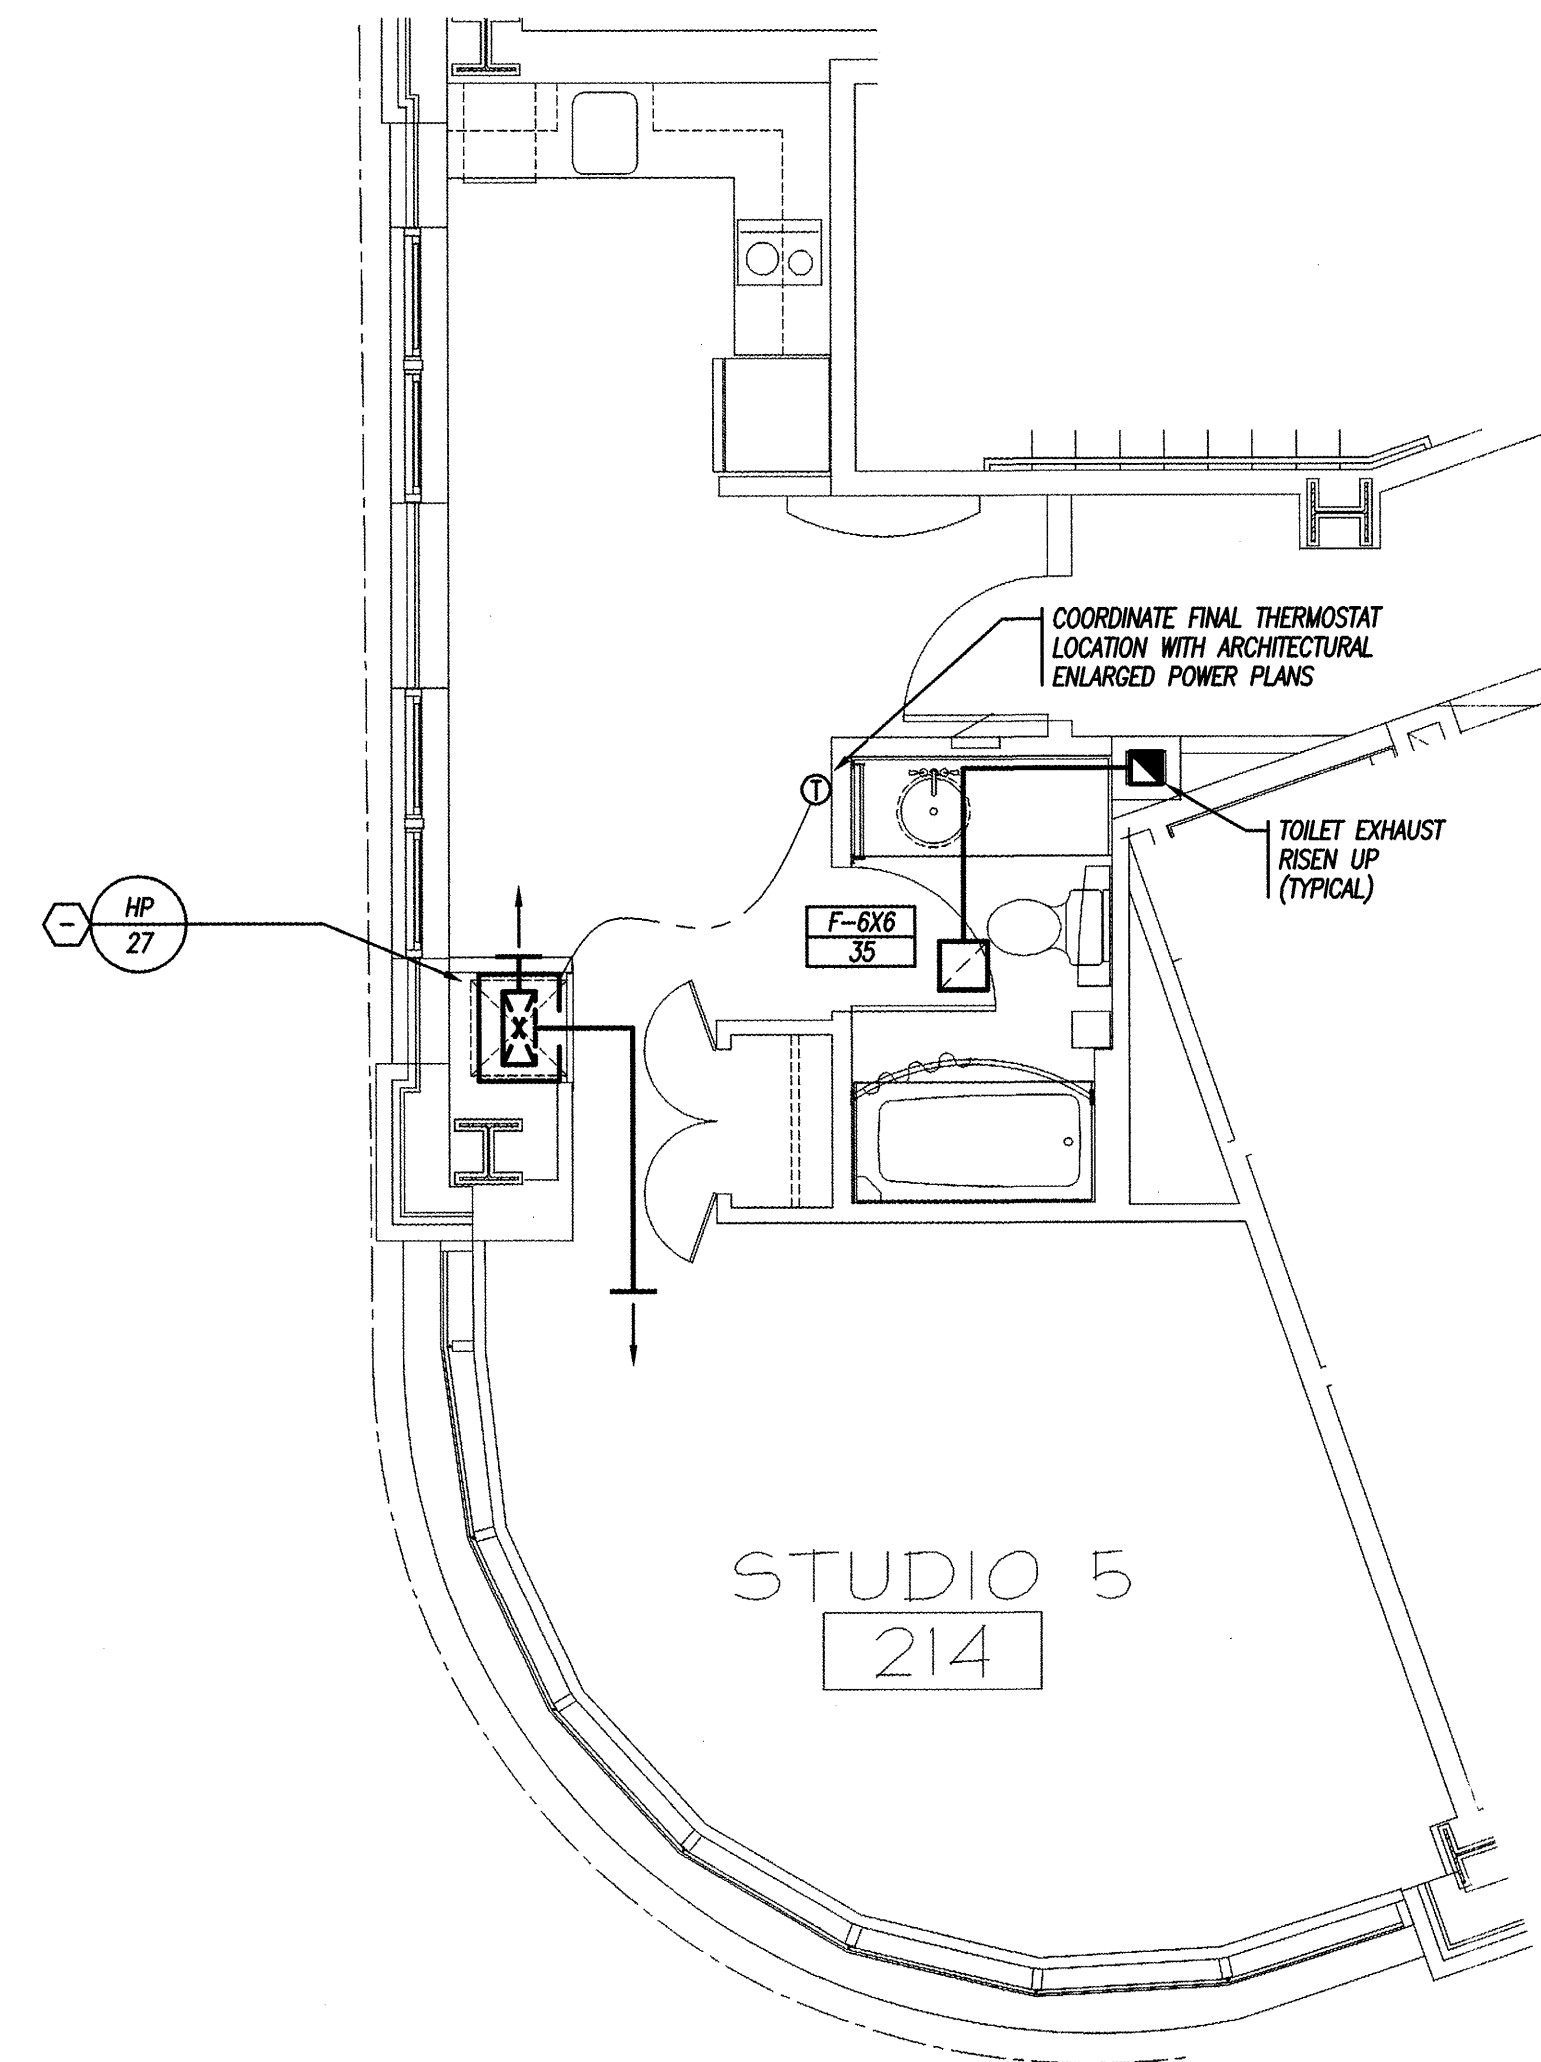 COORDINATE FINAL THERMOSTAT
LOCATION WITH ARCHITECTURAL
ENLARGED POWER PLANS
T
TOILET EXHAUST
RISEN UP
(TYPICAL)
-
HP
27
F-6X6
35
X
STUDIO 5
214